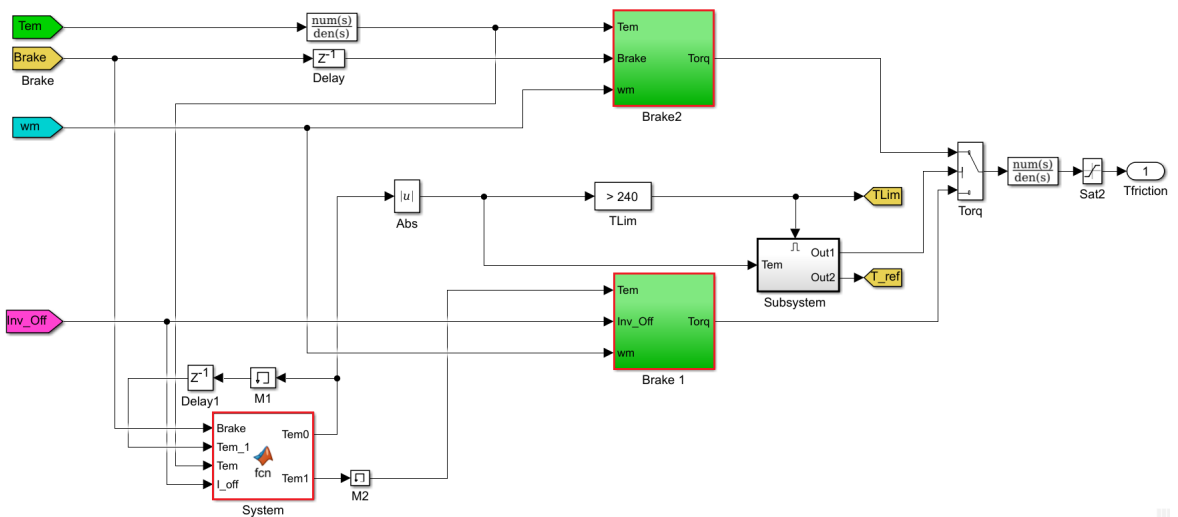 Tem
num(s)
den(s)
Tem
Brake
Z-1
Brake
Torq
Brake
Delay
wm
Brake2
wm
|u|
> 240
TLim
num(s)
den(s)
1
Abs
TLim
Torq
Sat2
Tfriction
Out1
Tem
Out2
T_ref
Subsystem
Tem
Inv_Off
Inv_Off
Torq
wm
Brake 1
Z-1
Delay1
M1
Brake
Tem0
Tem_1
Tem
fcn
Tem1
I_off
M2
System